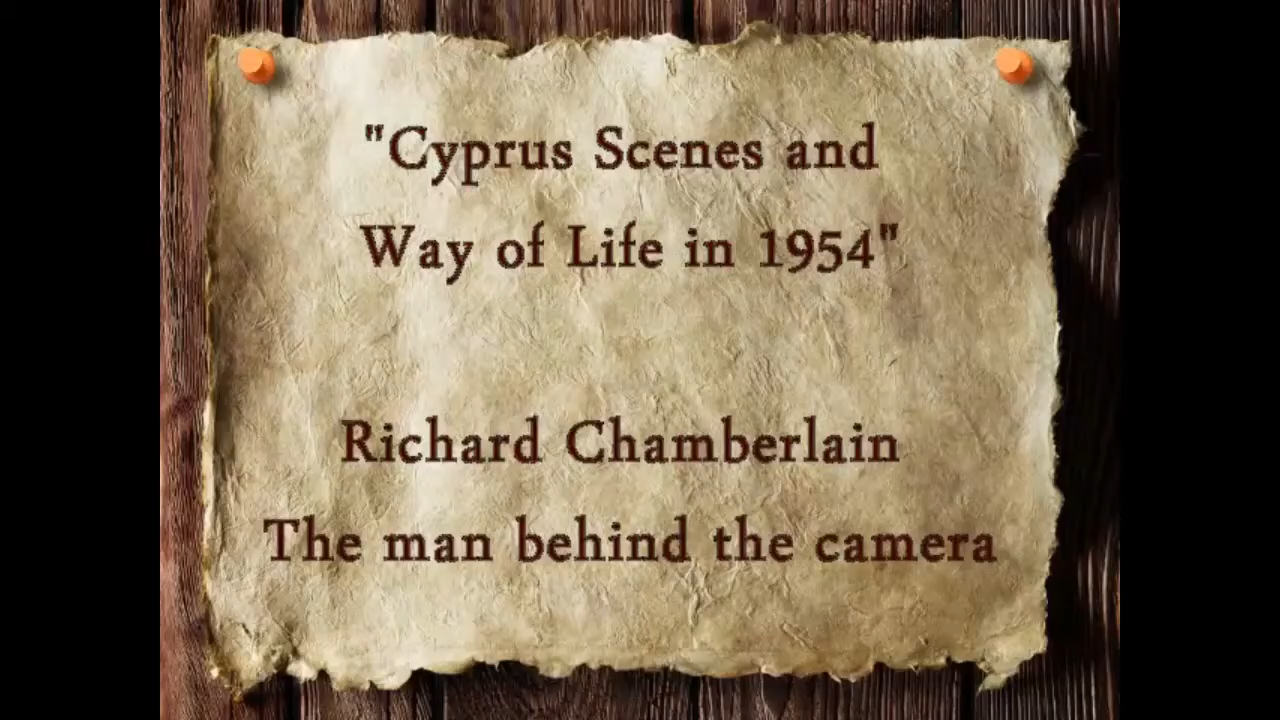 "Cyprus Scenes and
Way of Life in 1954"
Richard Chamberlain
The man behind the camera